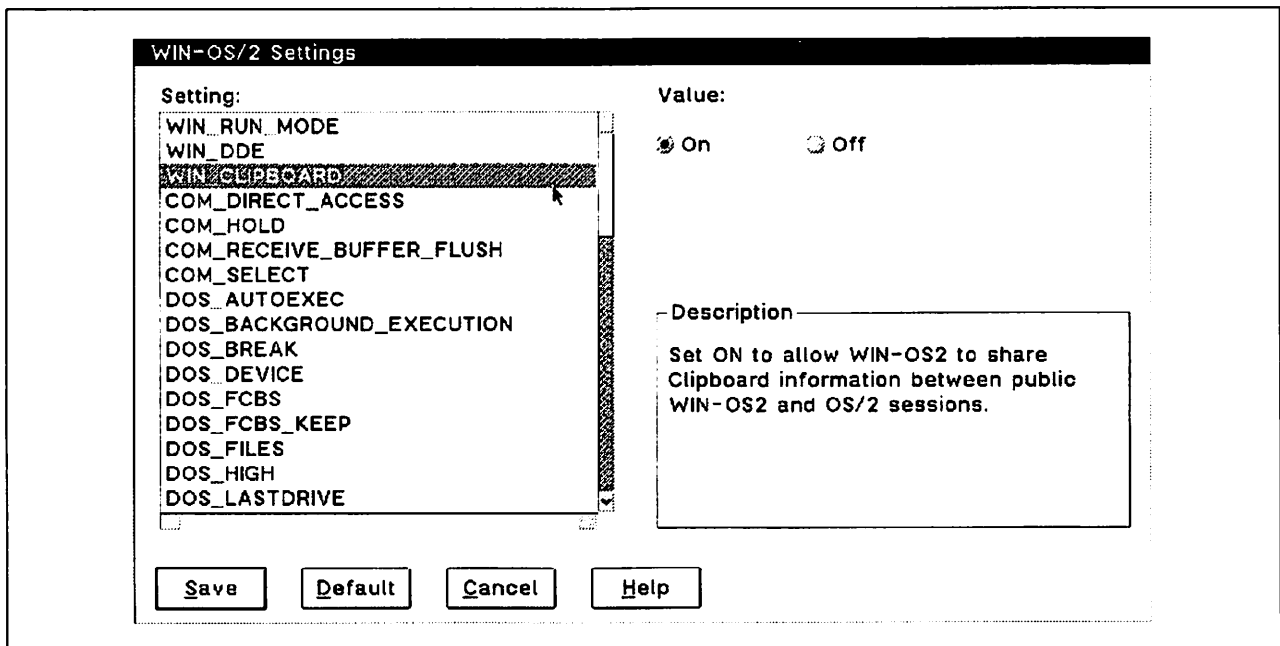 WIN-OS/2 Settings
Setting:
WIN_RUN_MODE
WIN_DDE
WIN_CLIPBOARD
COM_DIRECT_ACCESS
COM_HOLD
COM_RECEIVE_BUFFER_FLUSH
COM_SELECT
DOS_AUTOEXEC
DOS_BACKGROUND_EXECUTION
DOS_BREAK
DOS_DEVICE
DOS_FCBS
DOS_FCBS_KEEP
DOS_FILES
DOS_HIGH
DOS_LASTDRIVE
Value:
On Off
Description
Set ON to allow WIN-OS2 to share
Clipboard information between public
WIN-OS2 and OS/2 sessions.
Save Default Cancel Help